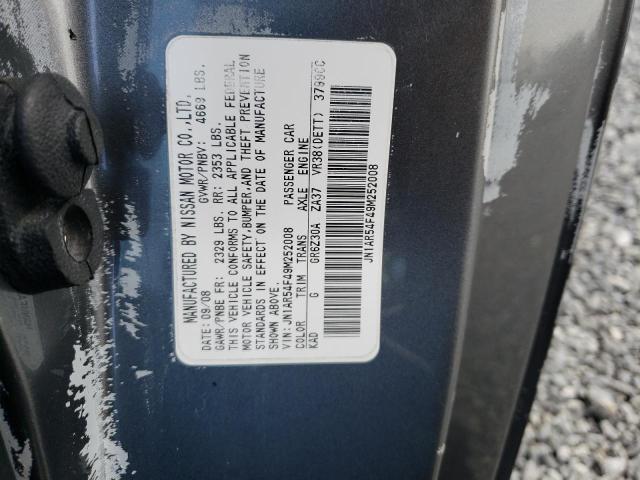 MANUFACTURED BY NISSAN MOTOR CO.,LTD.
DATE: 09/08 GVWR/PNBV: 4669 LBS.
GAWR/PNBE FR: 2329 LBS. RR: 2353 LBS.
THIS VEHICLE CONFORMS TO ALL APPLICABLE FEDERAL
MOTOR VEHICLE SAFETY,BUMPER,AND THEFT PREVENTION
STANDARDS IN EFFECT ON THE DATE OF MANUFACTURE
SHOWN ABOVE.
VIN: JN1AR54F49M252008 PASSENGER CAR
COLOR TRIM TRANS AXLE ENGINE
KAD G GR6Z30A ZA37 VR38(DETT) 3799CC
JN1AR54F49M252008